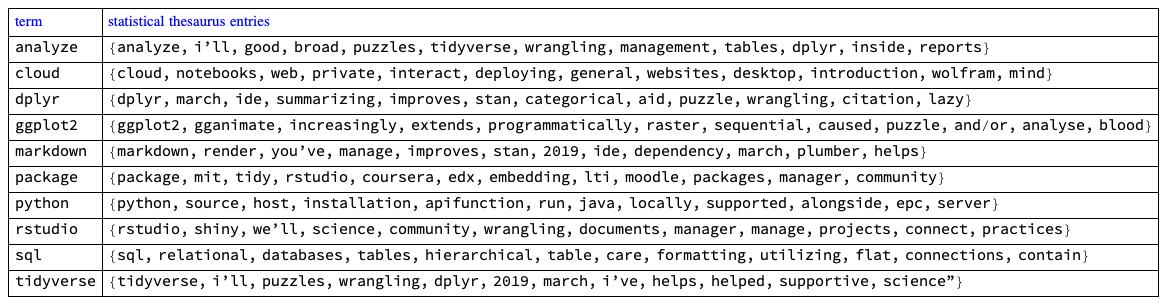 term statistical thesaurus entries
analyze {analyze, i’ll, good, broad, puzzles, tidyverse, wrangling, management, tables, dplyr, inside, reports}
cloud {cloud, notebooks, web, private, interact, deploying, general, websites, desktop, introduction, wolfram, mind}
dplyr {dplyr, march, ide, summarizing, improves, stan, categorical, aid, puzzle, wrangling, citation, lazy}
ggplot2 {ggplot2, gganimate, increasingly, extends, programmatically, raster, sequential, caused, puzzle, and/or, analyse, blood}
markdown {markdown, render, you’ve, manage, improves, stan, 2019, ide, dependency, march, plumber, helps}
package {package, mit, tidy, rstudio, coursera, edx, embedding, lti, moodle, packages, manager, community}
python {python, source, host, installation, apifunction, run, java, locally, supported, alongside, epc, server}
rstudio {rstudio, shiny, we’ll, science, community, wrangling, documents, manager, manage, projects, connect, practices}
sql {sql, relational, databases, tables, hierarchical, table, care, formatting, utilizing, flat, connections, contain}
tidyverse {tidyverse, i’ll, puzzles, wrangling, dplyr, 2019, march, i’ve, helps, helped, supportive, science”}